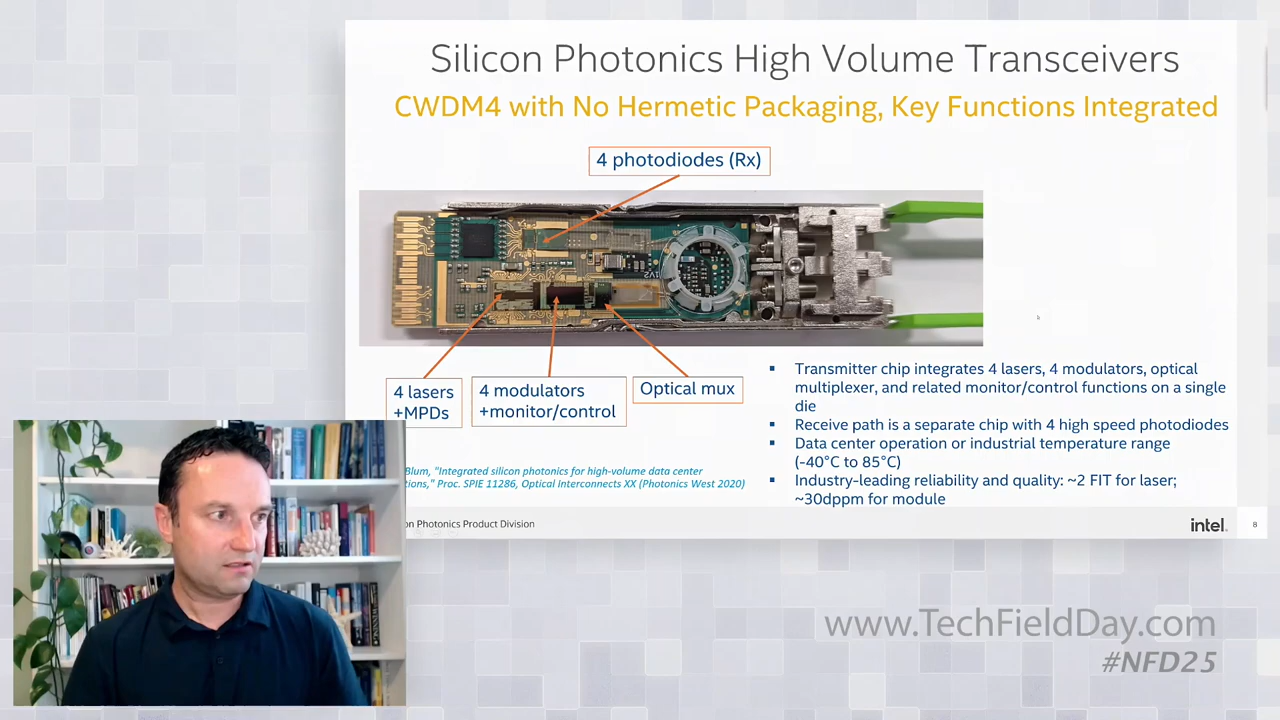 Silicon Photonics High Volume Transceivers
CWDM4 with No Hermetic Packaging, Key Functions Integrated
4 photodiodes (Rx)
1V2
4 lasers
+MPDs
4 modulators
+monitor/control
Optical mux
Transmitter chip integrates 4 lasers, 4 modulators, optical
multiplexer, and related monitor/control functions on a single
die
Receive path is a separate chip with 4 high speed photodiodes
Data center operation or industrial temperature range
(-40°C to 85°C)
Industry-leading reliability and quality: ~2 FIT for laser;
~30dppm for module
Blum, "Integrated silicon photonics for high-volume data center
tions," Proc. SPIE 11286, Optical Interconnects XX (Photonics West 2020)
on Photonics Product Division
intel.
8
www.TechFieldDay.com
#NFD25